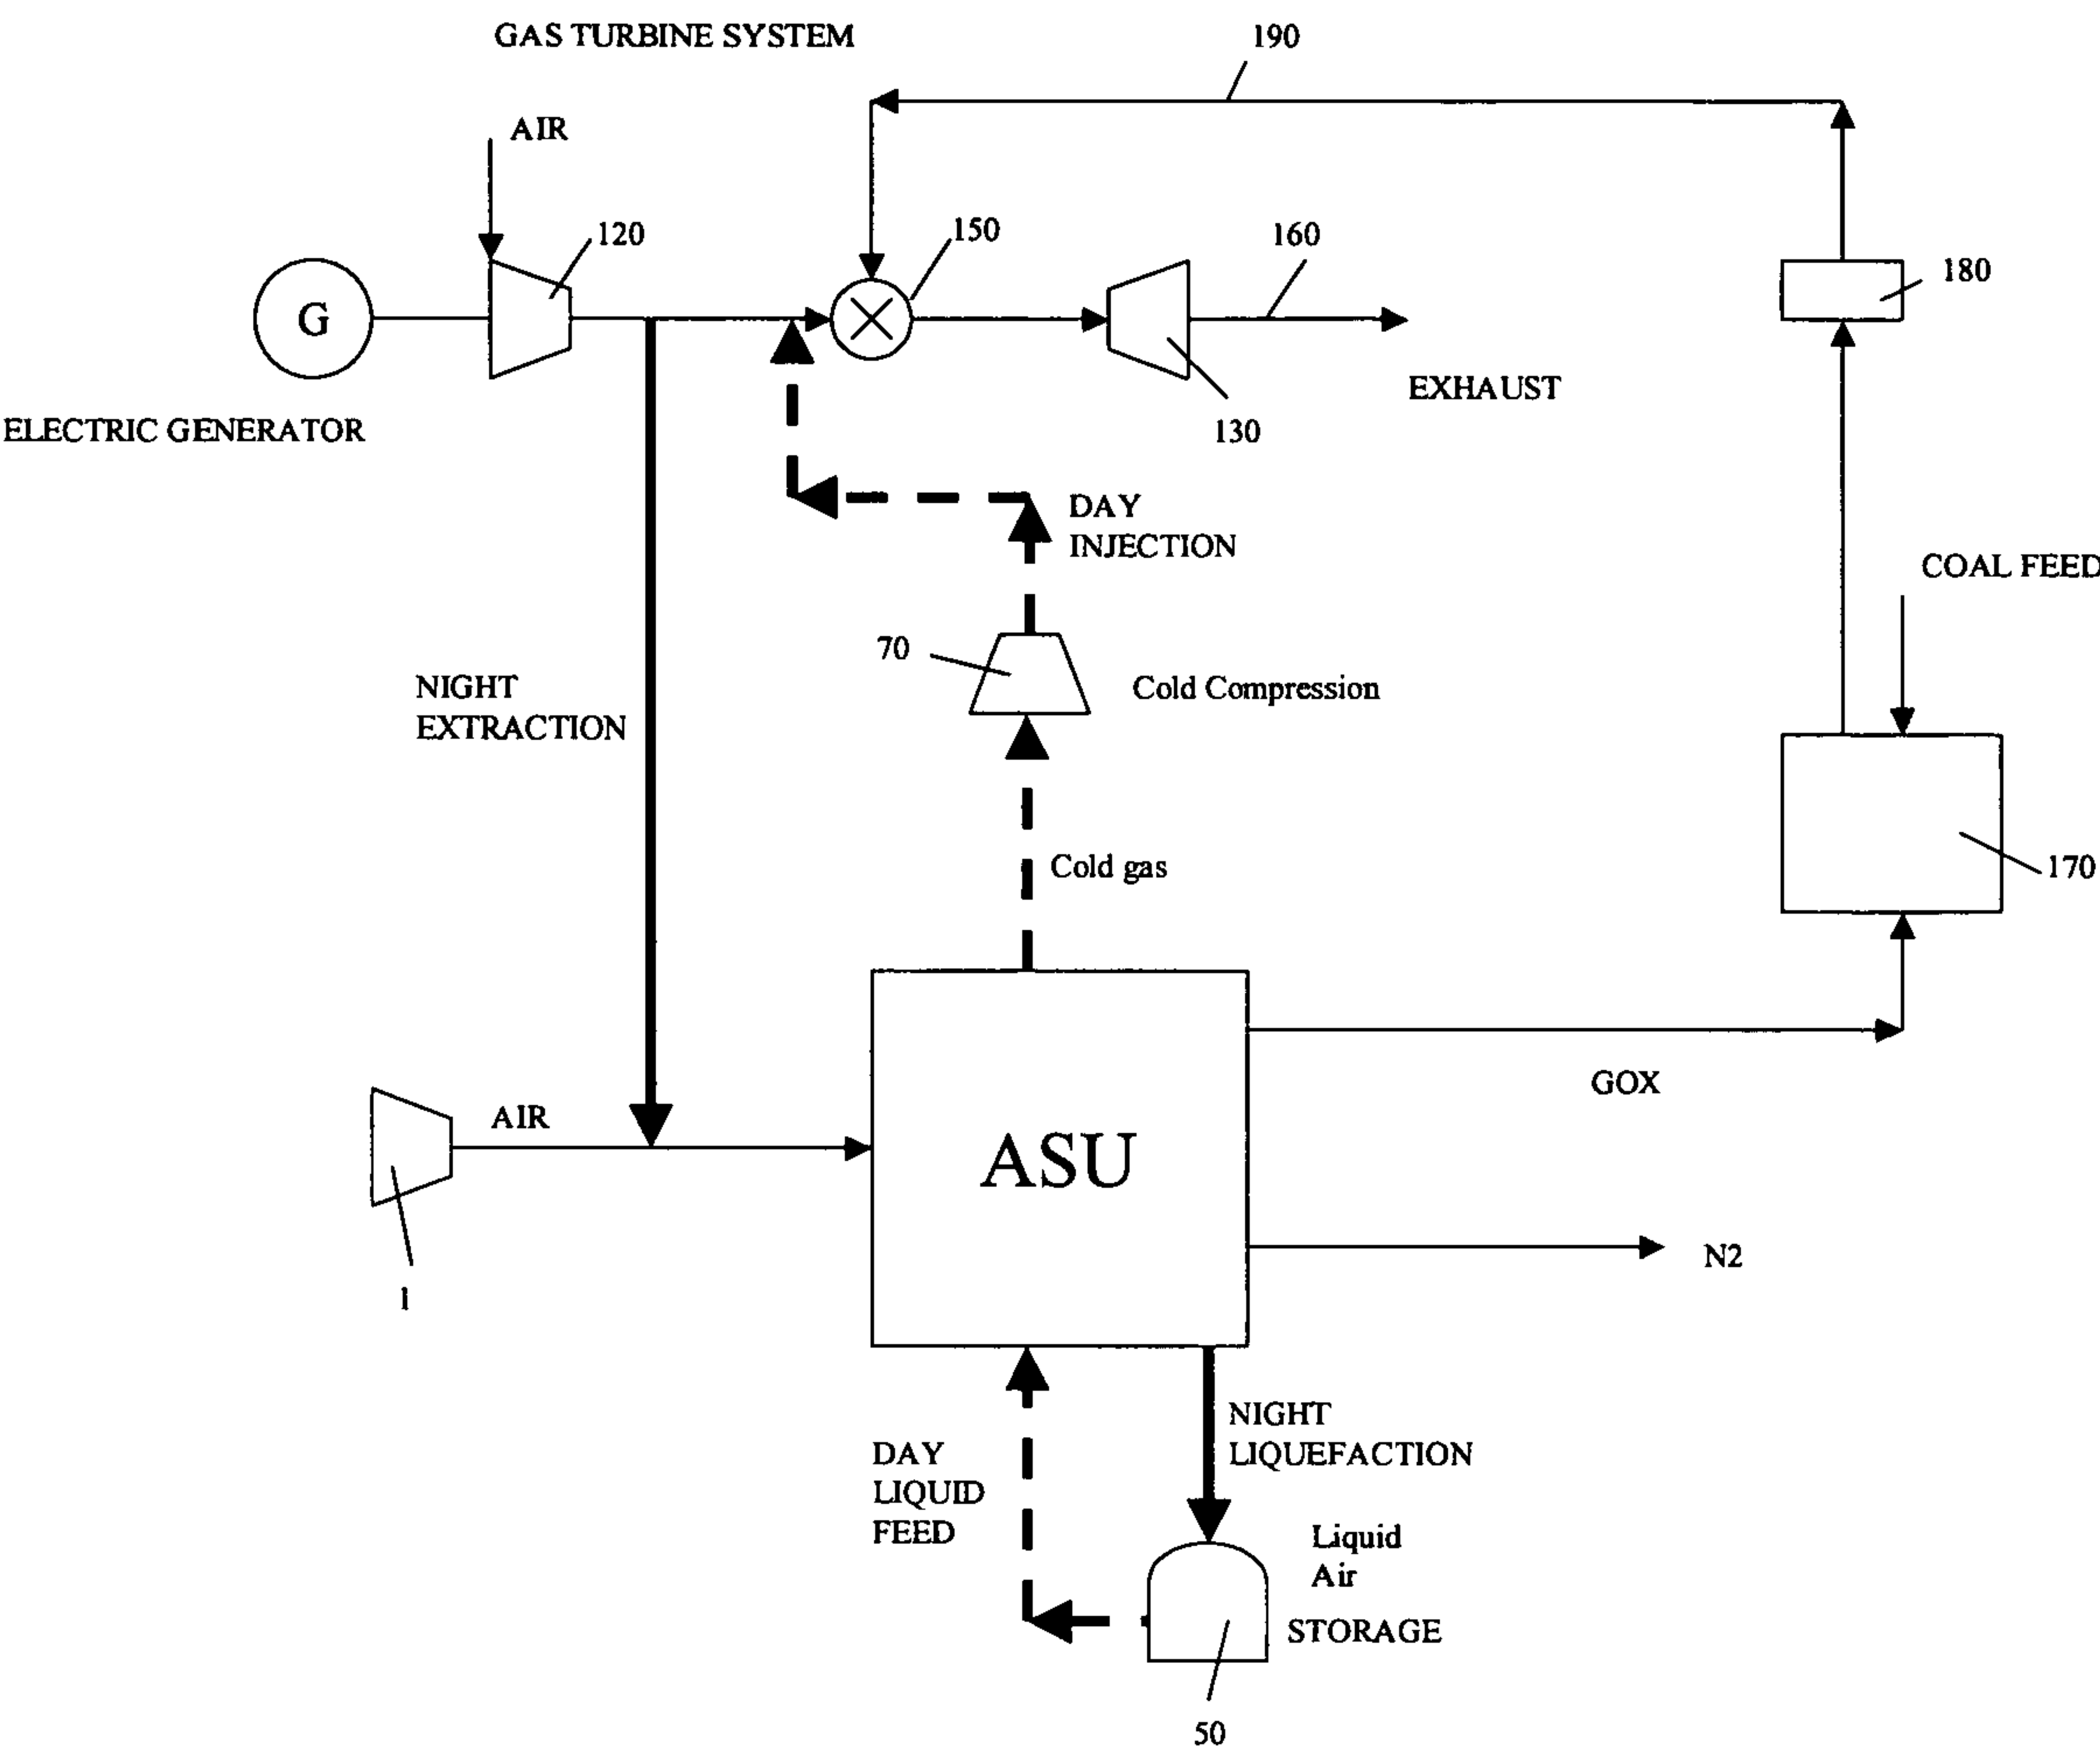 GAS TURBINE SYSTEM
190
AIR
120
150
160
180
G
EXHAUST
ELECTRIC GENERATOR
130
DAY
INJECTION
COAL FEED
70
Cold Compression
NIGHT
EXTRACTION
Cold gas
170
GOX
AIR
ASU
N2
1
NIGHT
LIQUEFACTION
DAY
LIQUID
FEED
Liquid
Air
STORAGE
50